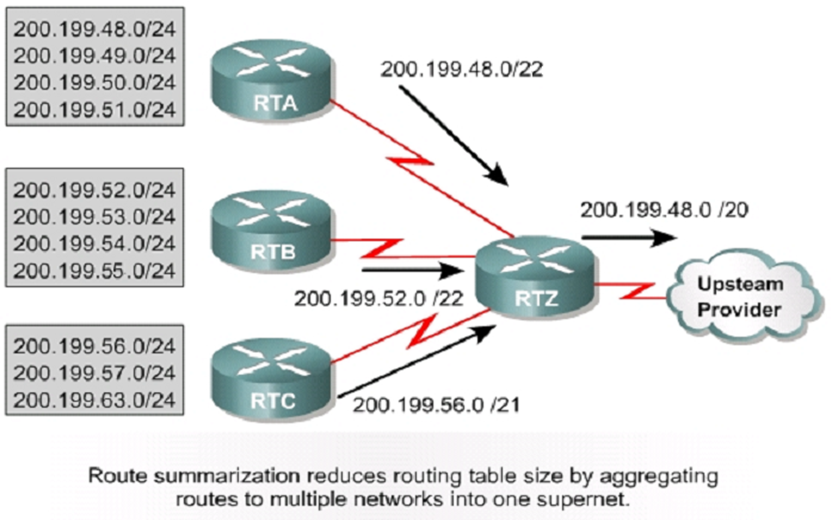 200.199.48.0/24
200.199.49.0/24
200.199.50.0/24
200.199.51.0/24
RTA
200.199.48.0/22
200.199.52.0/24
200.199.53.0/24
200.199.54.0/24
200.199.55.0/24
RTB
200.199.52.0 /22
RTZ
200.199.48.0 /20
Upsteam
Provider
200.199.56.0/24
200.199.57.0/24
200.199.63.0/24
RTC
200.199.56.0 /21
Route summarization reduces routing table size by aggregating
routes to multiple networks into one supernet.